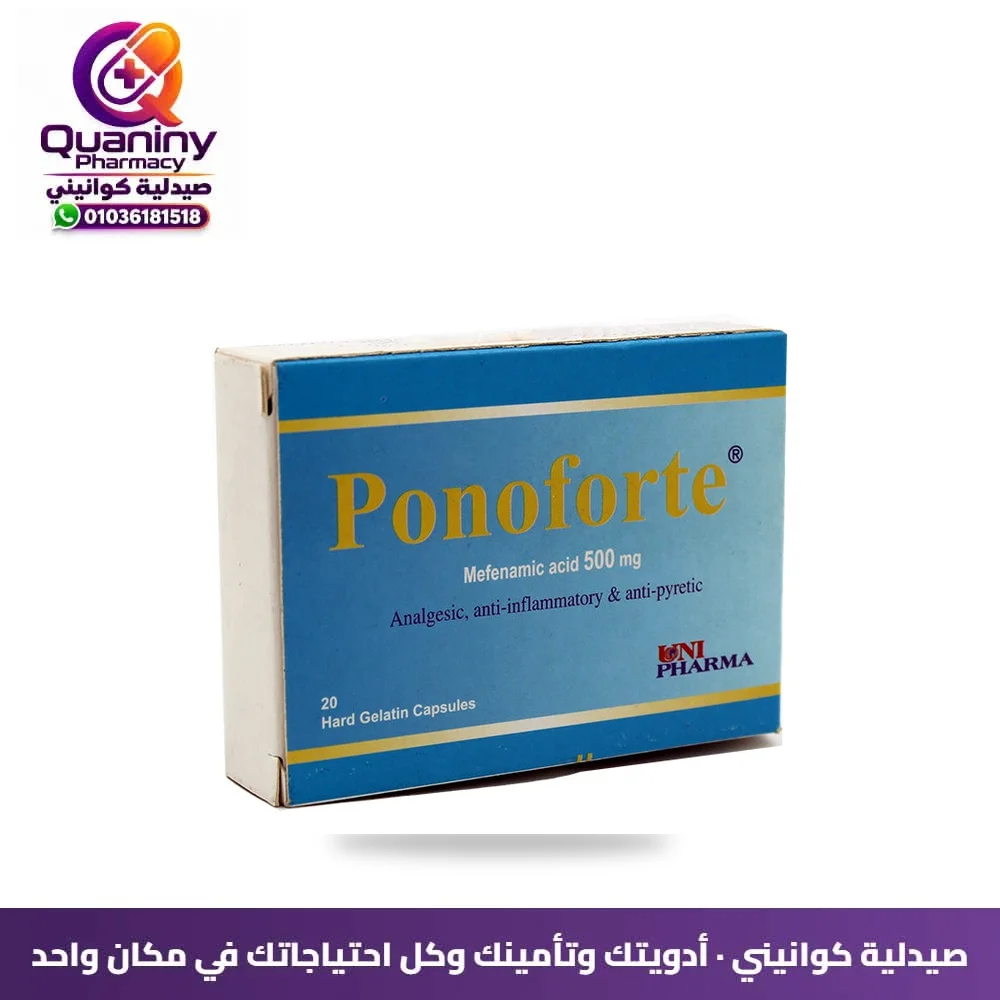 Quaniny
Pharmacy
صيدلية كوانيني
01036181518
Ponoforte®
Mefenamic acid 500 mg
Analgesic, anti-inflammatory & anti-pyretic
UNI
PHARMA
20
Hard Gelatin Capsules
صيدلية كوانيني · أدويتك وتأمينك وكل احتياجاتك في مكان واحد